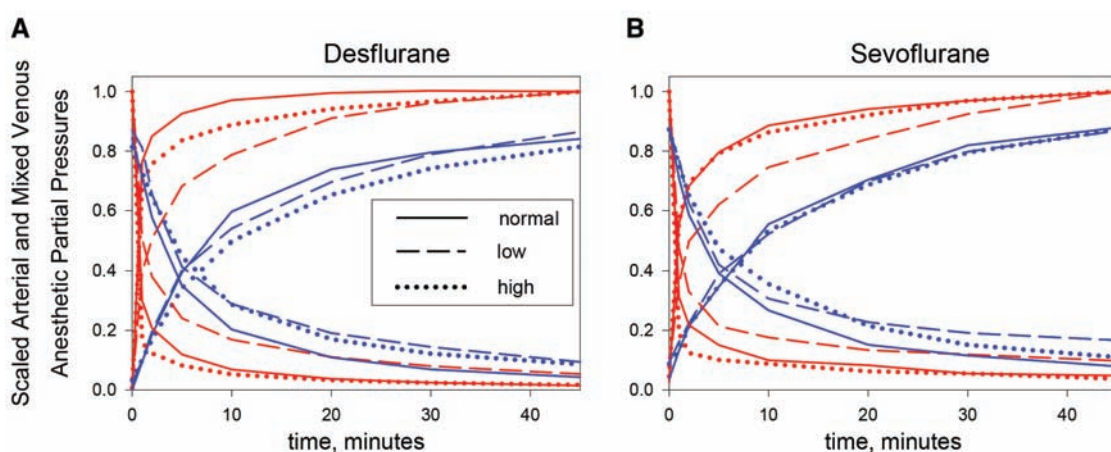 A
Desflurane
Scaled Arterial and Mixed Venous
Anesthetic Partial Pressures
1.0
0.8
0.6
0.4
0.2
0.0
normal
low
high
0
10
20
30
40
time, minutes
B
Sevoflurane
1.0
0.8
0.6
0.4
0.2
0.0
0
10
20
30
40
time, minutes